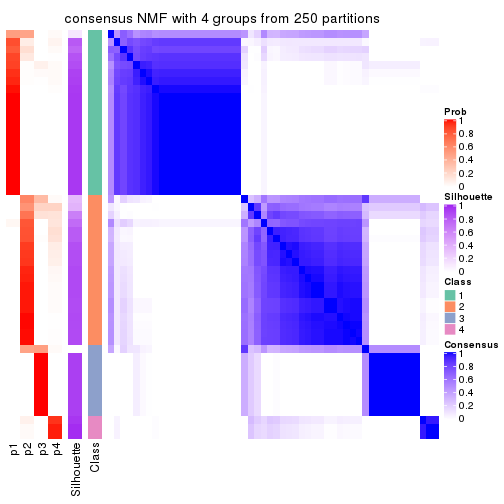 consensus NMF with 4 groups from 250 partitions
Prob
1
0.8
0.6
0.4
0.2
0
Silhouette
1
0.8
0.6
0.4
0.2
0
Class
1
2
3
4
Consensus
1
0.8
0.6
0.4
0.2
0
p1
p2
p3
p4
Silhouette
Class